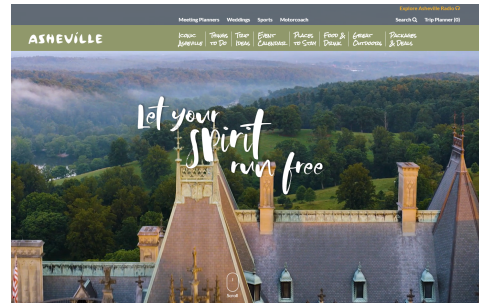 Explore Asheville Radio
Meeting Planners Weddings Sports Motorcoach Search Trip Planner (0)
ASHEVILLE
Iconic Asheville
Things to Do
Trip Ideas
Event Calendar
Places to Stay
Food & Drink
Great Outdoors
Packages & Deals
Let your
spirit
run free
Scroll